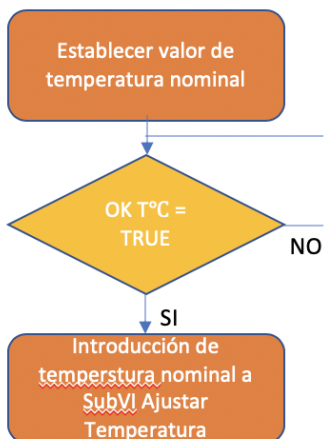 Establecer valor de
temperatura nominal
OK T°C =
TRUE
NO
SI
Introducción de
temperstura nominal a
SubVI Ajustar
Temperatura